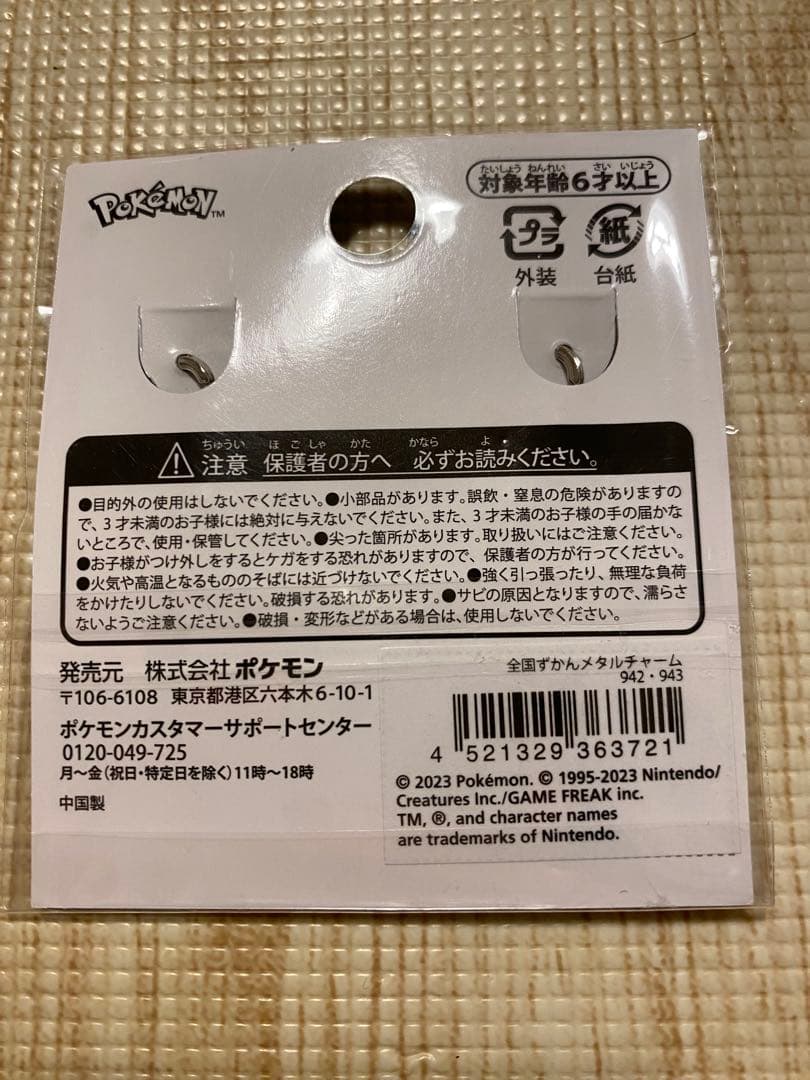 POKéMON™
たいしょう ねんれい さい いじょう
対象年齢6才以上
プラ 紙
外装 台紙
ちゅうい ほごしゃ かた かなら よ
注意 保護者の方へ 必ずお読みください。
●目的外の使用はしないでください。●小部品があります。誤飲・窒息の危険がありますの
で、3才未満のお子様には絶対に与えないでください。また、3才未満のお子様の手の届かな
いところで、使用・保管してください。●尖った箇所があります。取り扱いにはご注意ください。
●お子様がつけ外しをするとケガをする恐れがありますので、保護者の方が行ってください。
●火気や高温となるもののそばには近づけないでください。●強く引っ張ったり、無理な負荷
をかけたりしないでください。破損する恐れがあります。●サビの原因となりますので、濡らさ
ないようご注意ください。●破損・変形などがある場合は、使用しないでください。
発売元 株式会社ポケモン
〒106-6108 東京都港区六本木6-10-1
ポケモンカスタマーサポートセンター
0120-049-725
月〜金(祝日・特定日を除く)11時〜18時
中国製
全国ずかんメタルチャーム
942・943
4 521329 363721
© 2023 Pokémon. © 1995-2023 Nintendo/
Creatures Inc./GAME FREAK inc.
TM, ®, and character names
are trademarks of Nintendo.